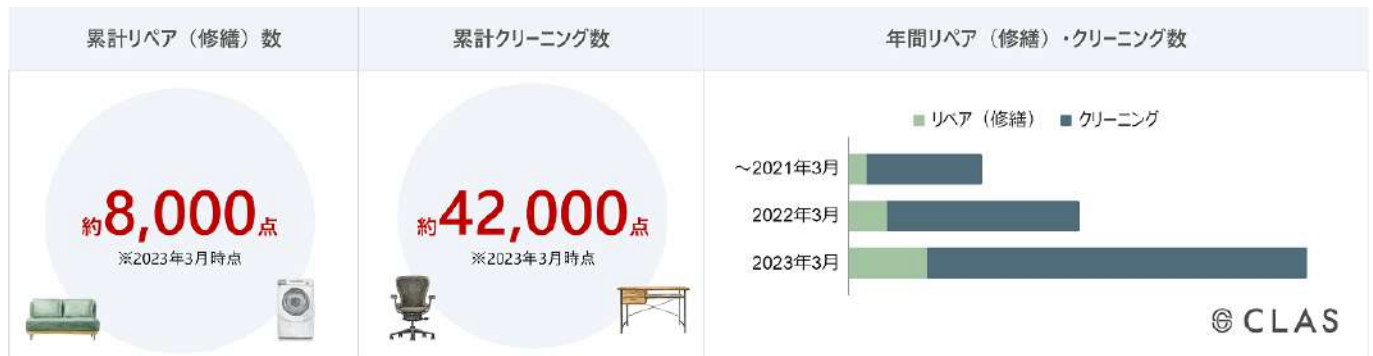 累計リペア（修繕）数
累計クリーニング数
年間リペア（修繕）・クリーニング数
約8,000点
※2023年3月時点
約42,000点
※2023年3月時点
リペア（修繕）
クリーニング
～2021年3月
2022年3月
2023年3月
CLAS